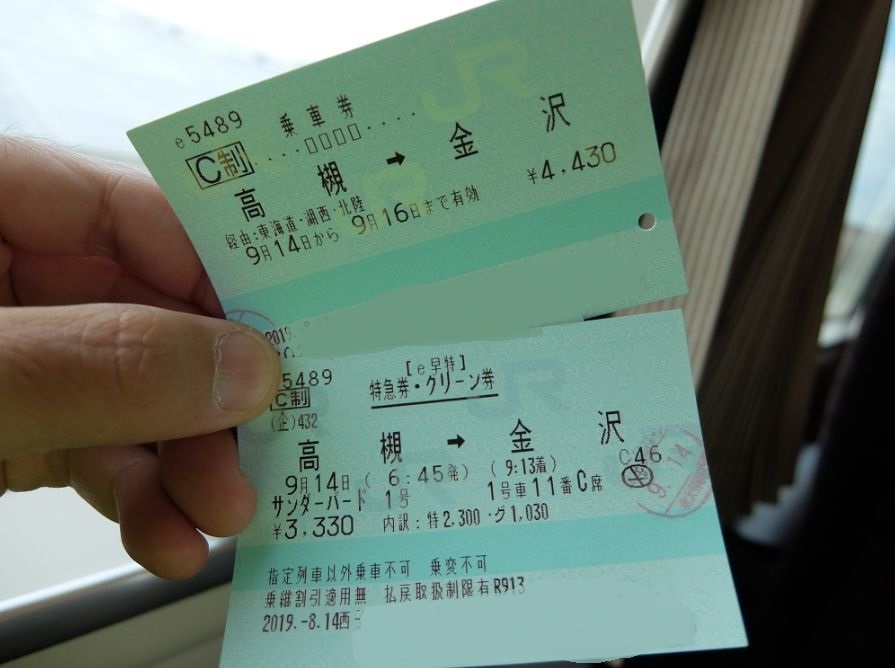 e5489 乗車券
C制 ....□□□□....
高槻 → 金沢
経由:東海道・湖西・北陸 ¥4,430
9月14日から 9月16日まで有効
2019.
5489 [e早特]
C制 特急券・グリーン券
(企)432
高槻 → 金沢
9月14日 ( 6:45発) ( 9:13着) C46
サンダーバード 1号 1号車11番C席
¥3,330 内訳:特2,300・グ1,030
9.14
指定列車以外乗車不可 乗変不可
乗継割引適用無 払戻取扱制限有R913
2019.-8.14西
JR